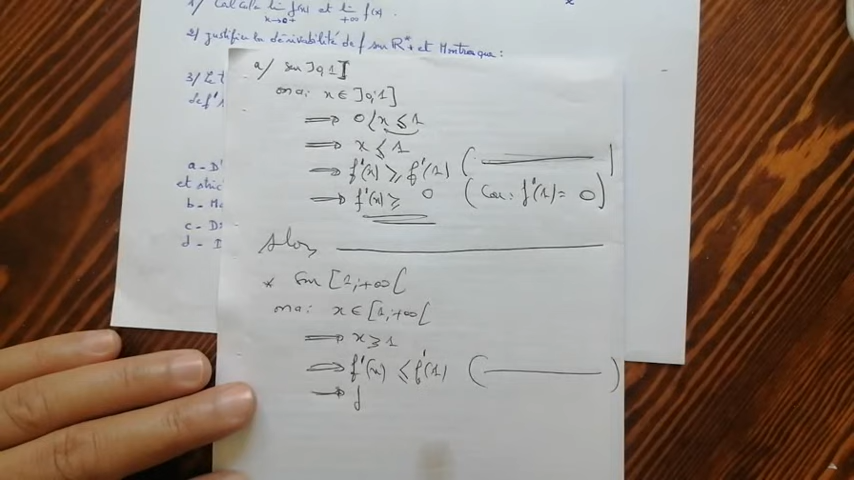 1/ Calculer lim f(x) et lim f(x).
x→0+ +∞
x
2/ Justifier la dérivabilité de f sur R*+ et Montrer que :
3/ Le t
de f'
a - D'
et stric
b - Mo
c - D
d - D
a/ sur ]0,1]
on a: x ∈ ]0;1]
⟹ 0<x ≤ 1
⟹ x ≤ 1
⟹ f'(x) ≥ f'(1) ( )
⟹ f'(x) ≥ 0 (Car: f'(1) = 0)
Alors
* Sur [1;+∞[
on a: x ∈ [1;+∞[
⟹ x ≥ 1
⟹ f'(x) ≤ f'(1) ( )
⟹ f